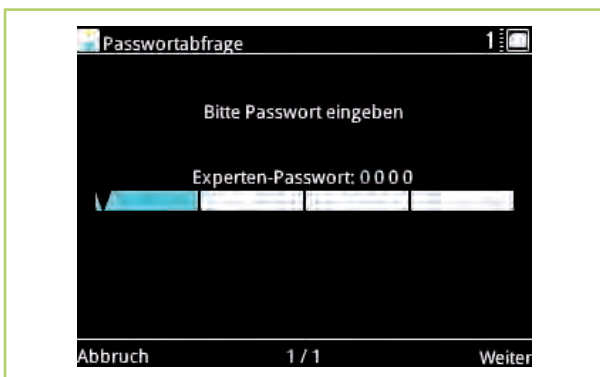 Passwortabfrage 1
Bitte Passwort eingeben
Experten-Passwort: 0 0 0 0
Abbruch 1 / 1 Weiter